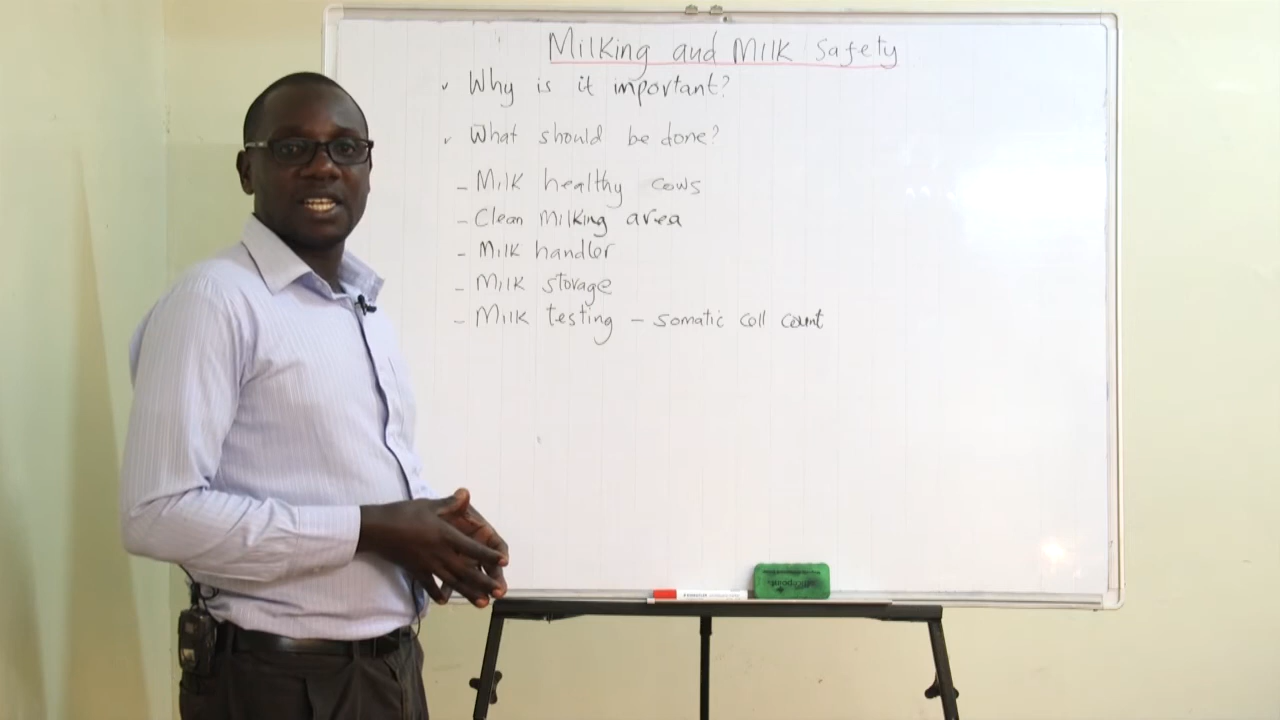 Milking and Milk Safety
✓ Why is it important?
✓ What should be done?
- Milk healthy cows
- Clean Milking area
- Milk handler
- Milk storage
- Milk testing - somatic cell count